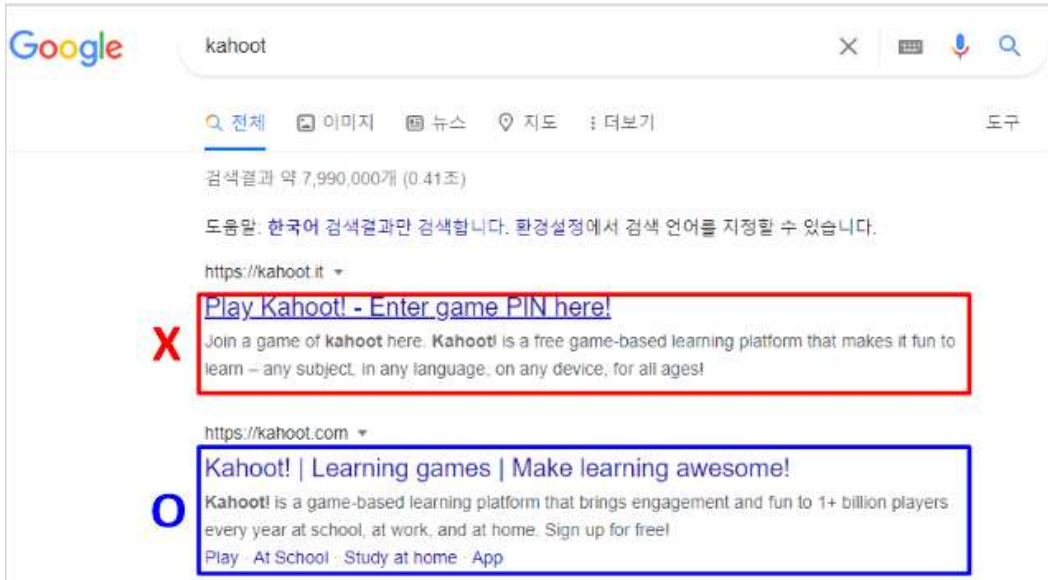 Google kahoot
전체 이미지 뉴스 지도 더보기 도구
검색결과 약 7,990,000개 (0.41초)
도움말: 한국어 검색결과만 검색합니다. 환경설정에서 검색 언어를 지정할 수 있습니다.
https://kahoot.it
Play Kahoot! - Enter game PIN here!
X
Join a game of kahoot here. Kahoot! is a free game-based learning platform that makes it fun to
learn – any subject, in any language, on any device, for all ages!
https://kahoot.com
Kahoot! | Learning games | Make learning awesome!
O
Kahoot! is a game-based learning platform that brings engagement and fun to 1+ billion players
every year at school, at work, and at home. Sign up for free!
Play · At School · Study at home · App